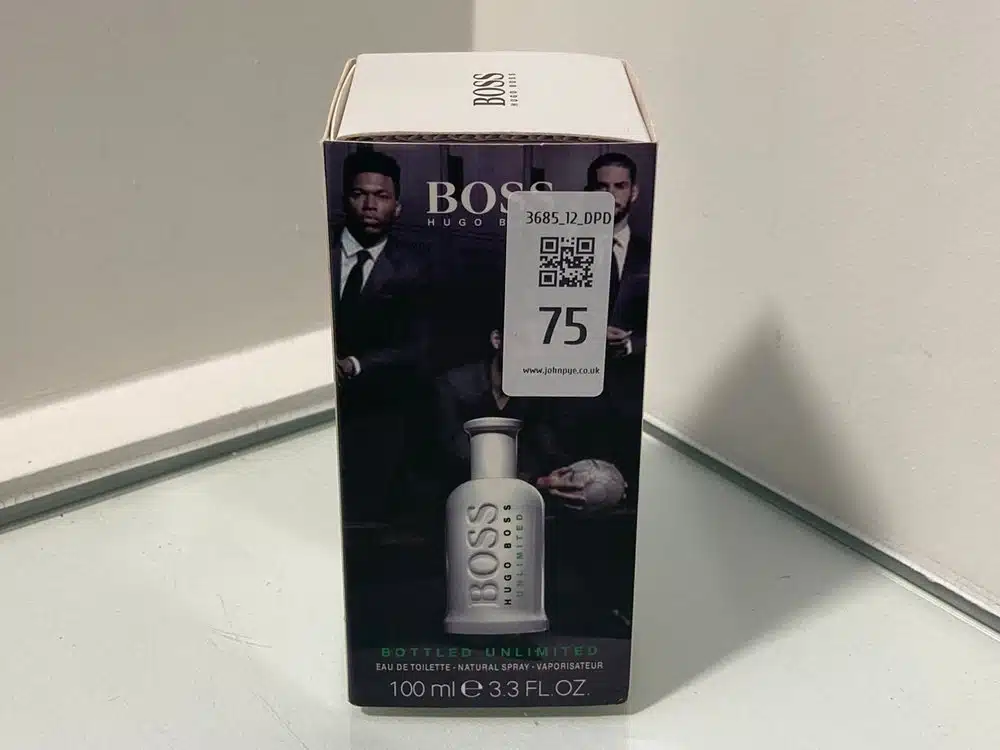 BOSS
HUGO BOSS
BOSS
HUGO B
3685_12_DPD
75
www.johnpye.co.uk
BOSS
HUGO BOSS
UNLIMITED
BOTTLED UNLIMITED
EAU DE TOILETTE - NATURAL SPRAY - VAPORISATEUR
100 ml e 3.3 FL.OZ.